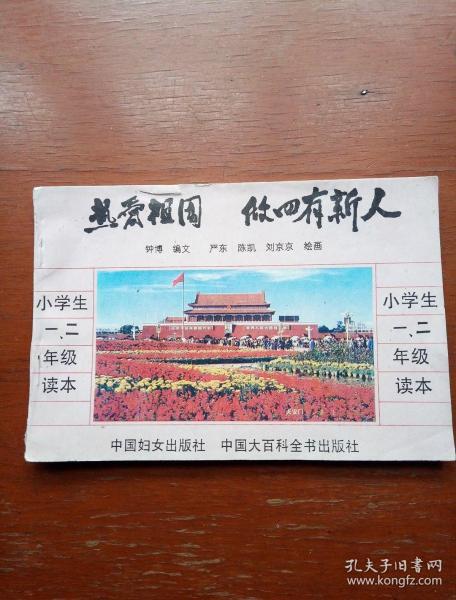 热爱祖国 做四有新人
钟博 编文 严东 陈凯 刘京京 绘画
小学生
一、二
年级
读本
小学生
一、二
年级
读本
天安门
中国妇女出版社 中国大百科全书出版社
孔夫子旧书网
www.kongfz.com